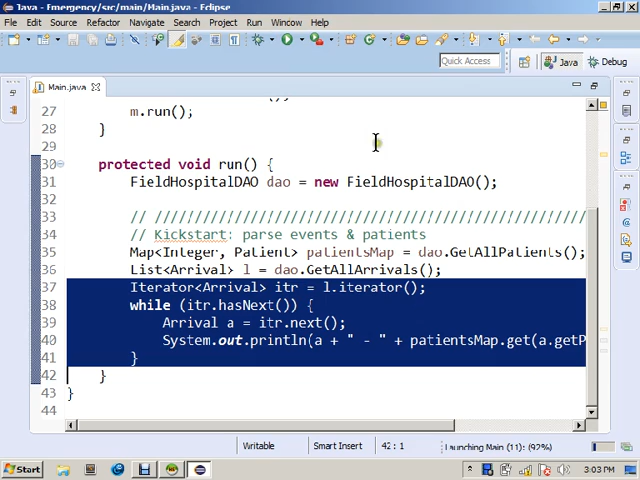 Java - Emergency/src/main/Main.java - Eclipse
File Edit Source Refactor Navigate Search Project Run Window Help
Quick Access Java Debug
Main.java
27 m.run();
28 }
29
30 protected void run() {
31 FieldHospitalDAO dao = new FieldHospitalDAO();
32
33 // ////////////////////////////////////////////////////
34 // Kickstart: parse events & patients
35 Map<Integer, Patient> patientsMap = dao.GetAllPatients();
36 List<Arrival> l = dao.GetAllArrivals();
37 Iterator<Arrival> itr = l.iterator();
38 while (itr.hasNext()) {
39 Arrival a = itr.next();
40 System.out.println(a + " - " + patientsMap.get(a.getP
41 }
42 }
43 }
44
Writable Smart Insert 42 : 1 Launching Main (11): (92%)
Start 3:03 PM